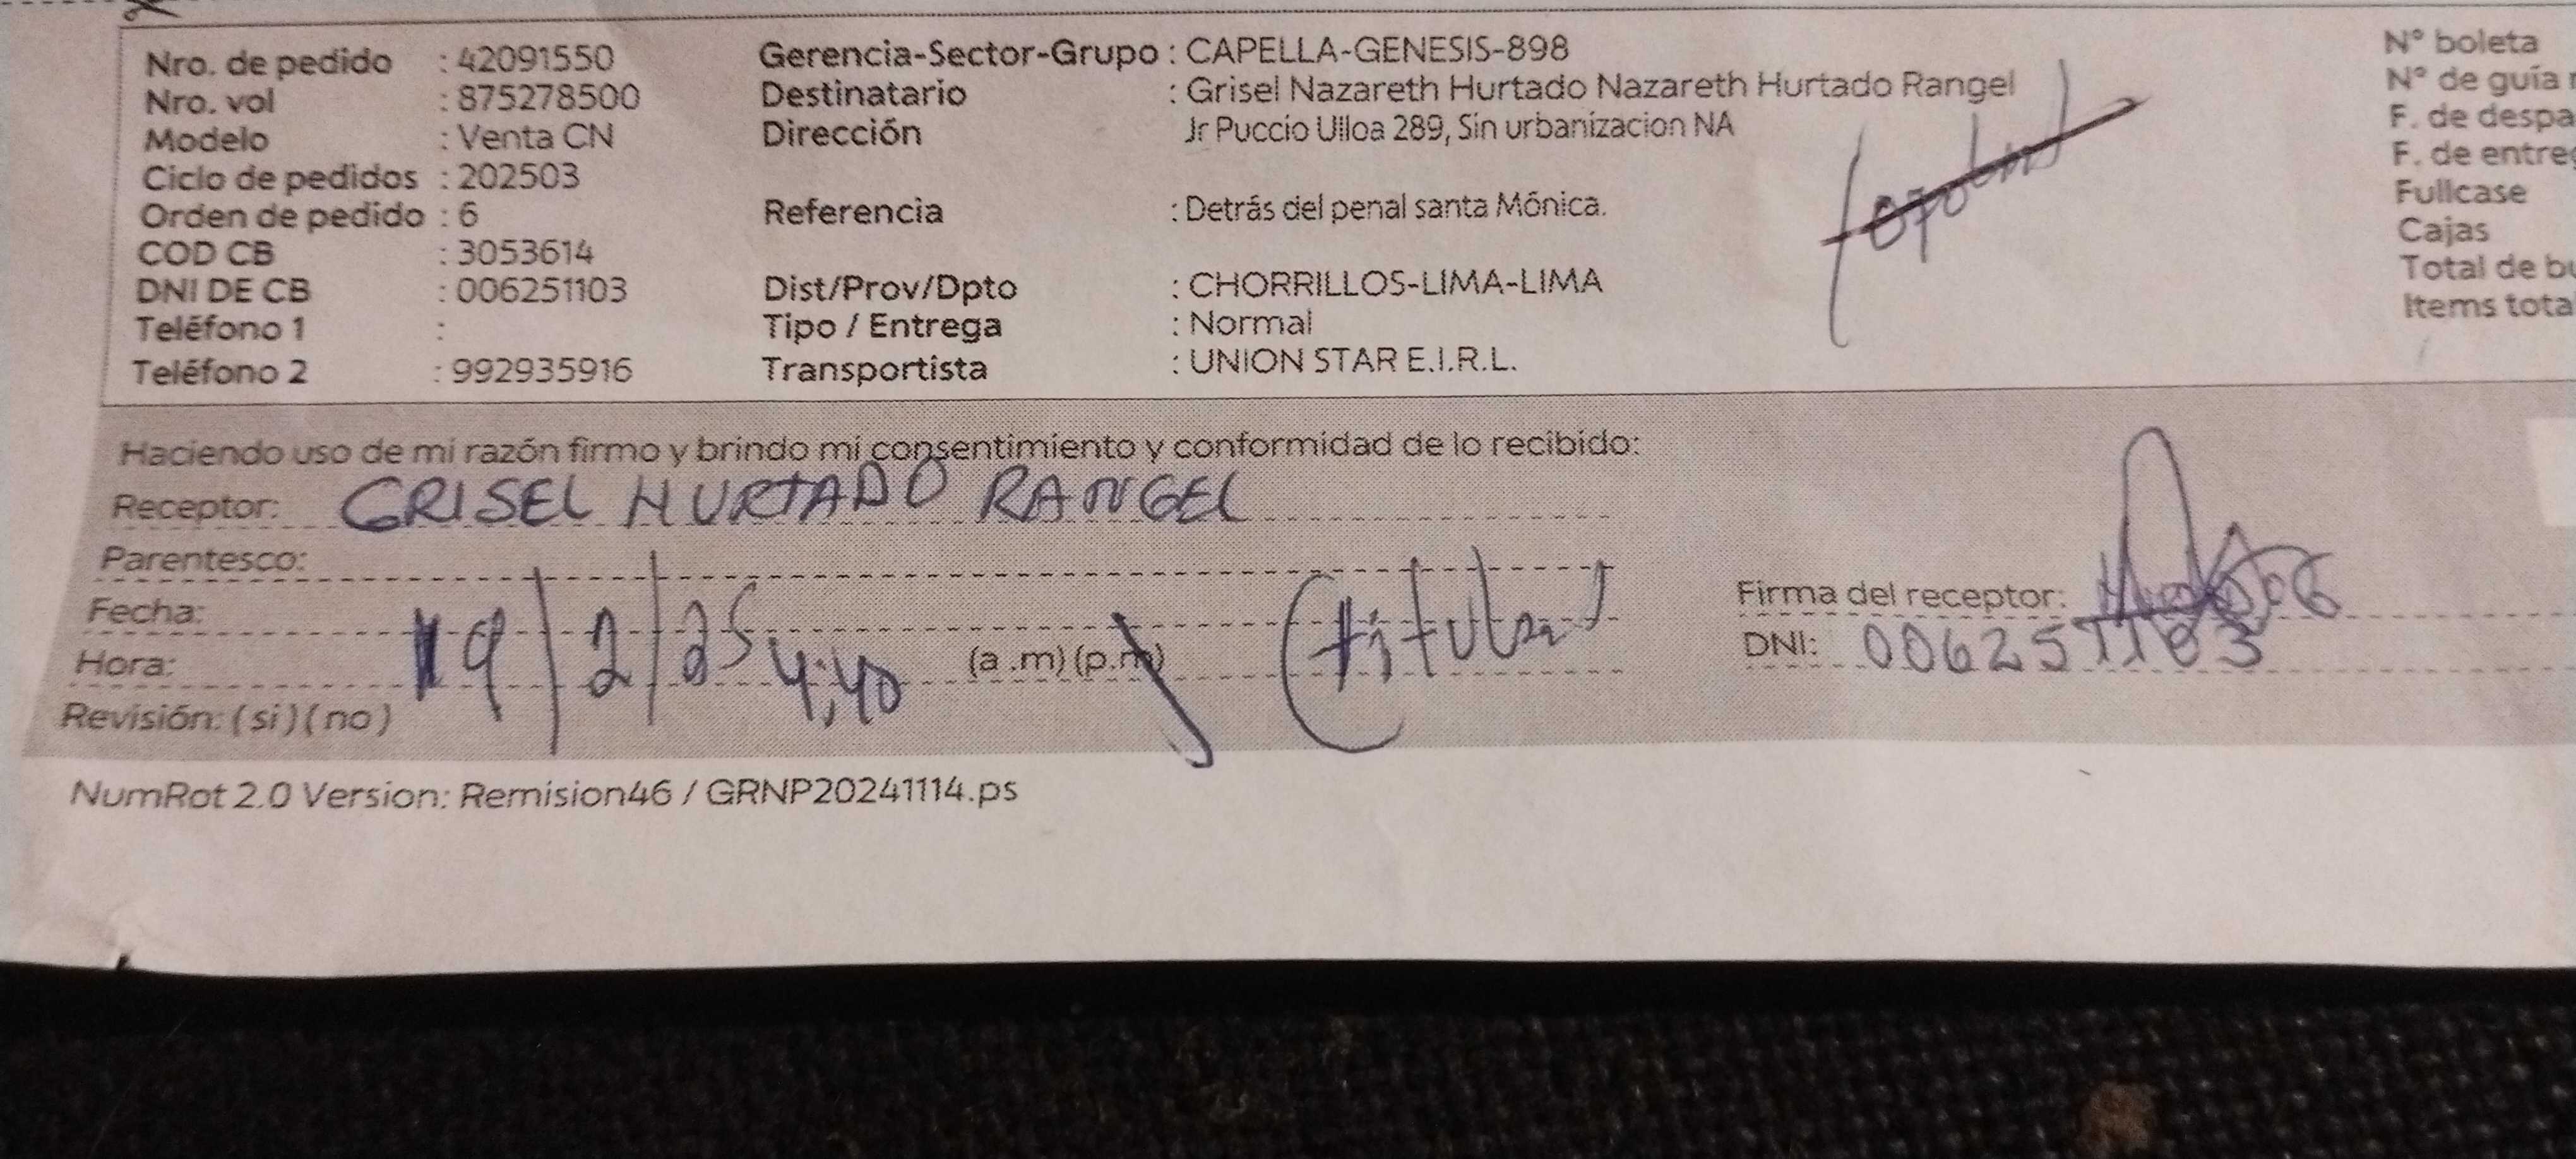 Nro. de pedido : 42091550
Nro. vol : 875278500
Modelo : Venta CN
Ciclo de pedidos : 202503
Orden de pedido : 6
COD CB : 3053614
DNI DE CB : 006251103
Teléfono 1 :
Teléfono 2 : 992935916
Gerencia-Sector-Grupo : CAPELLA-GENESIS-898
Destinatario : Grisel Nazareth Hurtado Nazareth Hurtado Rangel
Dirección Jr Puccio Ulloa 289, Sin urbanizacion NA
Referencia : Detrás del penal santa Mónica.
Dist/Prov/Dpto : CHORRILLOS-LIMA-LIMA
Tipo / Entrega : Normal
Transportista : UNION STAR E.I.R.L.
N° boleta
N° de guía
F. de despa
F. de entreg
Fullcase
Cajas
Total de bu
Items tota
Haciendo uso de mi razón firmo y brindo mi consentimiento y conformidad de lo recibido:
Receptor: GRISEL HURTADO RANGEL
Parentesco:
Fecha: 19/2/25
Hora: 4:40 (a.m)(p.m) (titular)
Revisión: (si)(no)
Firma del receptor:
DNI: 006251103
NumRot 2.0 Version: Remision46 / GRNP20241114.ps